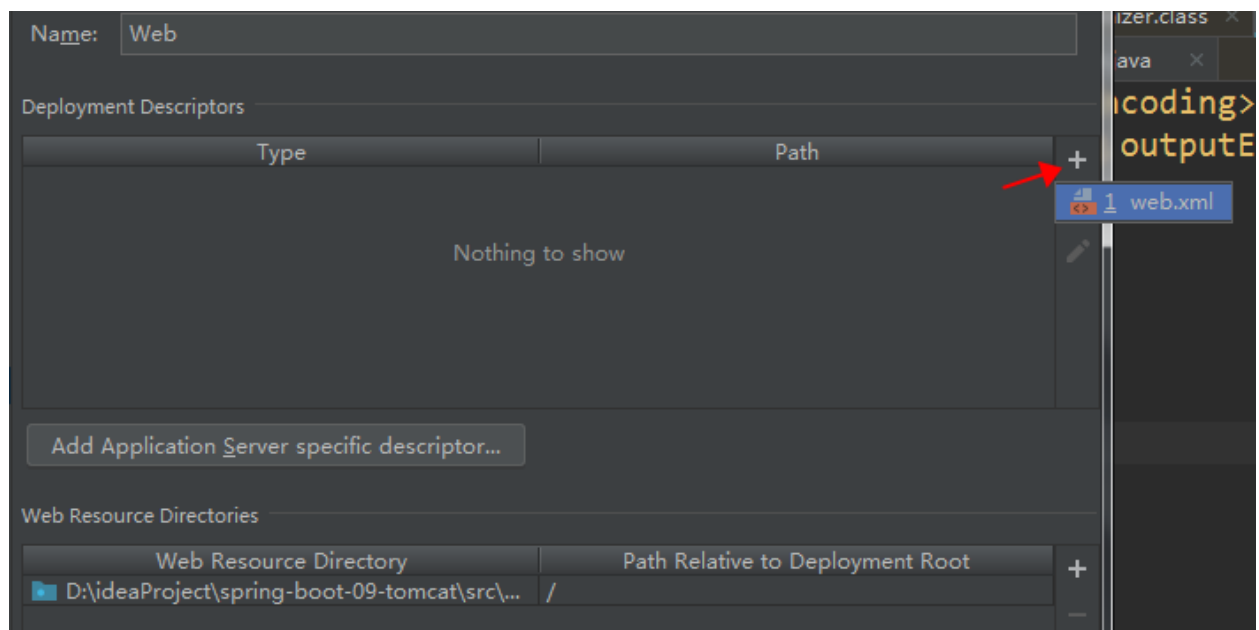 Name: Web
izer.class
ava
Deployment Descriptors
ncoding>
Type Path
outputE
1 web.xml
Nothing to show
Add Application Server specific descriptor...
Web Resource Directories
Web Resource Directory Path Relative to Deployment Root
D:\ideaProject\spring-boot-09-tomcat\src\... /